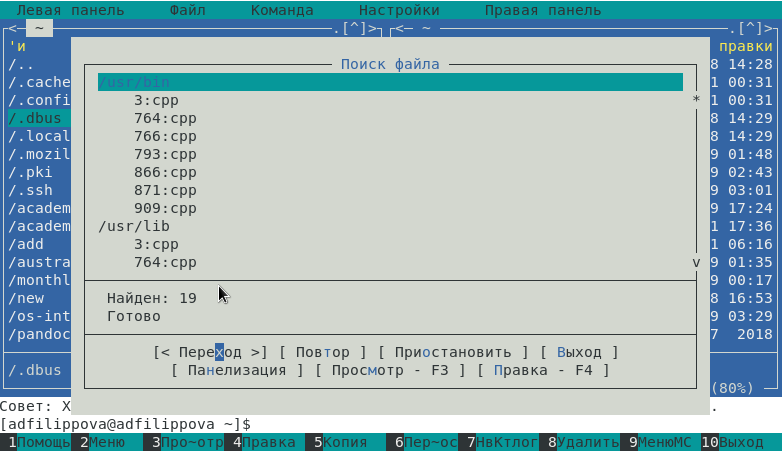 Левая панель Файл Команда Настройки Правая панель
<— ~ .[^]> <— ~ .[^]>
'и правки
/.. 8 14:28
/.cache 1 00:31
/.confi 1 00:31
/.dbus 8 14:29
/.local 8 14:29
/.mozil 9 01:48
/.pki 9 02:43
/.ssh 9 03:01
/academ 9 17:24
/academ 1 17:36
/add 1 06:16
/austra 9 01:35
/monthl 9 00:17
/new 8 16:53
/os-int 9 03:29
/pandoc 7 2018
/.dbus
(80%)
Поиск файла
/usr/bin
3:cpp *
764:cpp
766:cpp
793:cpp
866:cpp
871:cpp
909:cpp
/usr/lib
3:cpp
764:cpp v
Найден: 19
Готово
[< Переход >] [ Повтор ] [ Приостановить ] [ Выход ]
[ Панелизация ] [ Просмотр - F3 ] [ Правка - F4 ]
Совет: Х .
[adfilippova@adfilippova ~]$
1Помощь 2Меню 3Про~отр 4Правка 5Копия 6Пер~ос 7НвКтлог 8Удалить 9МенюМС 10Выход